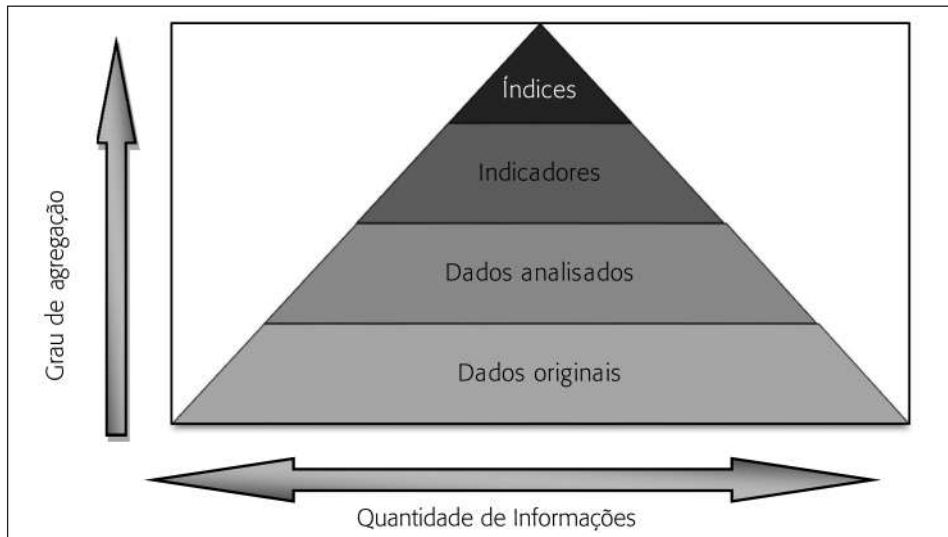 Índices
Indicadores
Dados analisados
Dados originais
Grau de agregação
Quantidade de Informações